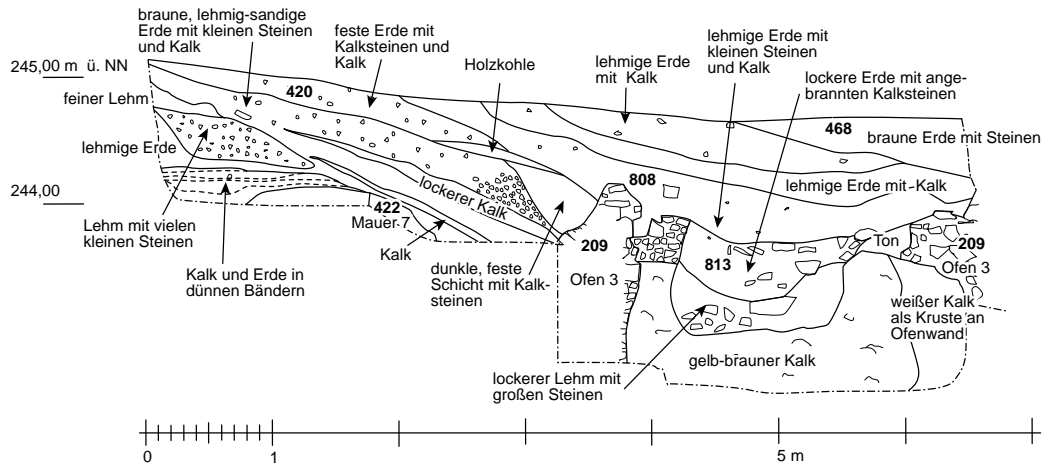 braune, lehmig-sandige
Erde mit kleinen Steinen
und Kalk
feste Erde mit
Kalksteinen und
Kalk
Holzkohle
lehmige Erde
mit Kalk
lehmige Erde mit
kleinen Steinen
und Kalk
lockere Erde mit ange-
brannten Kalksteinen
245,00 m ü. NN
feiner Lehm
420
468
braune Erde mit Steinen
lehmige Erde
808
lehmige Erde mit Kalk
244,00
lockerer Kalk
422
Mauer 7
Lehm mit vielen
kleinen Steinen
Kalk
209
Ofen 3
813
Ton
209
Ofen 3
Kalk und Erde in
dünnen Bändern
dunkle, feste
Schicht mit Kalk-
steinen
weißer Kalk
als Kruste an
Ofenwand
gelb-brauner Kalk
lockerer Lehm mit
großen Steinen
0
1
5 m